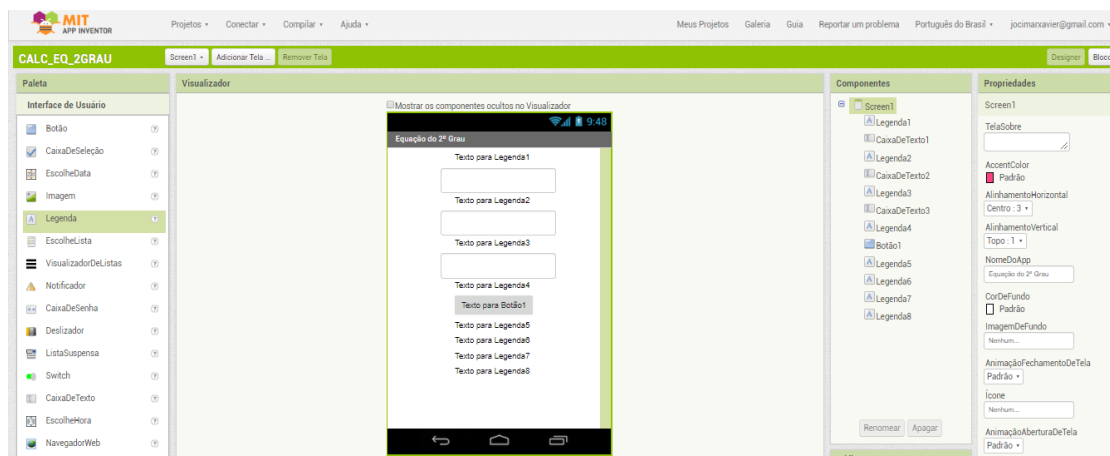 MIT
APP INVENTOR
Projetos
Conectar
Compilar
Ajuda
Meus Projetos
Galeria
Guia
Reportar um problema
Português do Brasil
jocimanxavier@gmail.com
CALC_EQ_2GRAU
Screen1
Adicionar Tela ...
Remover Tela
Designer
Bloco
Paleta
Interface de Usuário
Botão
CaixaDeSeleção
EscolheData
Imagem
Legenda
EscolheLista
VisualizadorDeListas
Notificador
CaixaDeSenha
Deslizador
ListaSuspensa
Switch
CaixaDeTexto
EscolheHora
NavegadorWeb
Visualizador
Mostrar os componentes ocultos no Visualizador
9:48
Equação do 2º Grau
Texto para Legenda1
Texto para Legenda2
Texto para Legenda3
Texto para Legenda4
Texto para Botão1
Texto para Legenda5
Texto para Legenda6
Texto para Legenda7
Texto para Legenda8
Componentes
Screen1
Legenda1
CaixaDeTexto1
Legenda2
CaixaDeTexto2
Legenda3
CaixaDeTexto3
Legenda4
Botão1
Legenda5
Legenda6
Legenda7
Legenda8
Renomear
Apagar
Propriedades
Screen1
TelaSobre
AccentColor
Padrão
AlinhamentoHorizontal
Centro : 3
AlinhamentoVertical
Topo : 1
NomeDoApp
Equação do 2º Grau
CorDeFundo
Padrão
ImagemDeFundo
Nenhum...
AnimaçãoFechamentoDeTela
Padrão
Ícone
Nenhum...
AnimaçãoAberturaDeTela
Padrão